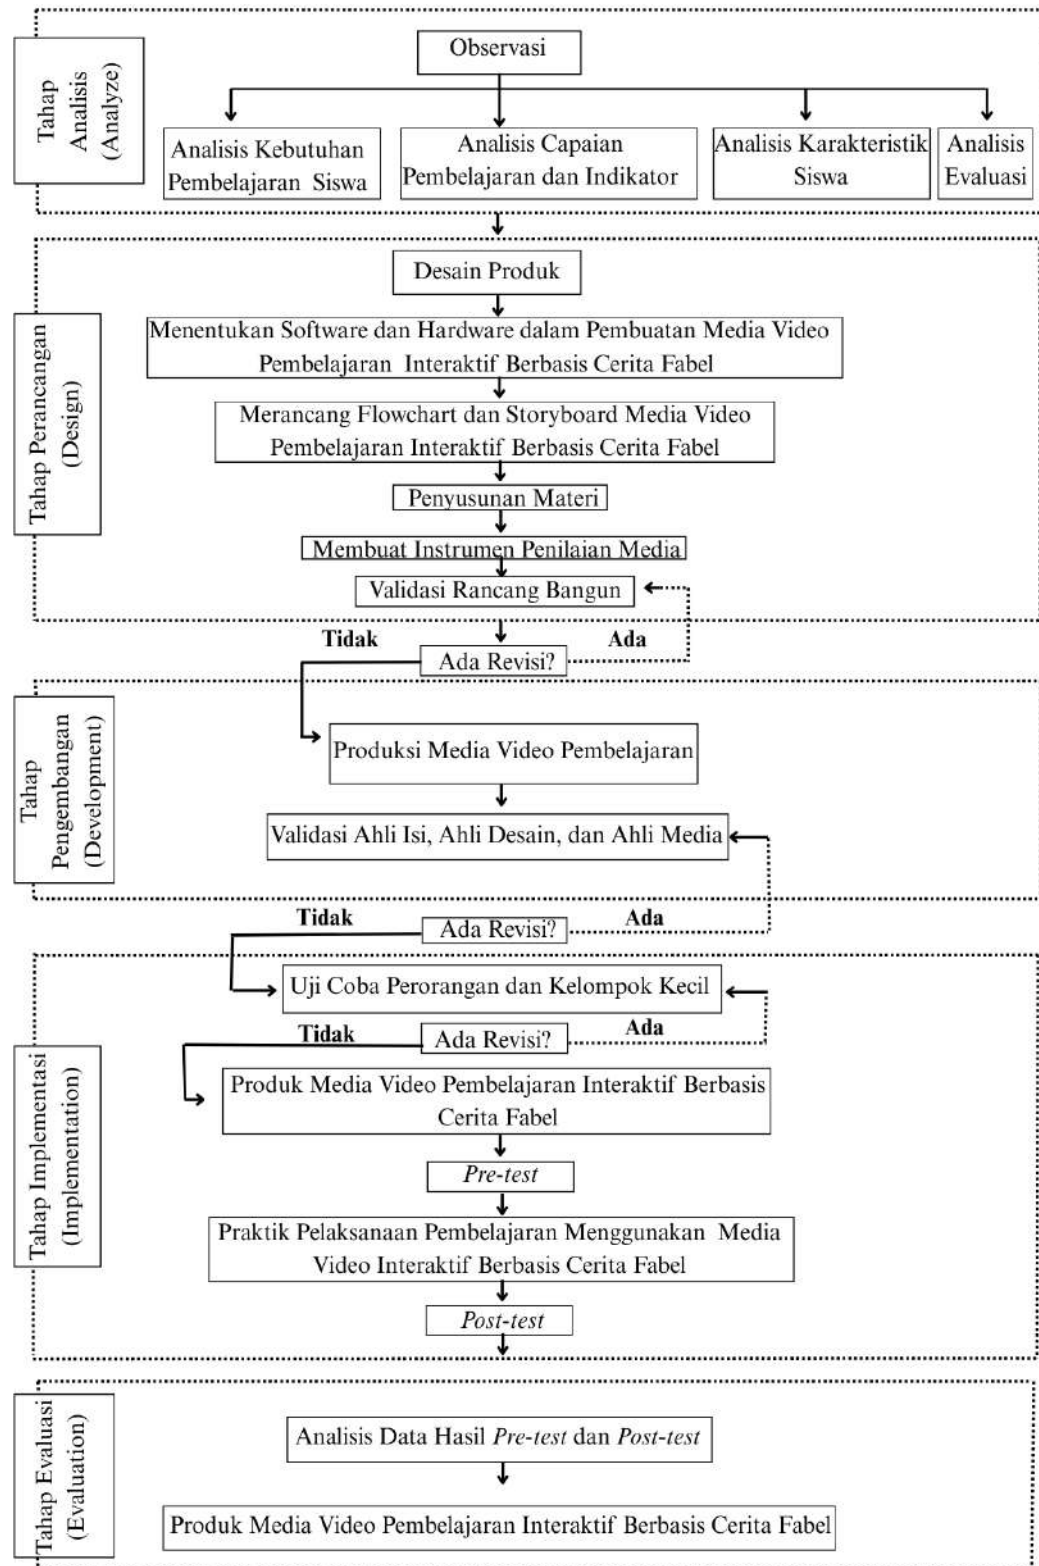 Tahap
Analisis
(Analyze)
Observasi
Analisis Kebutuhan
Pembelajaran Siswa
Analisis Capaian
Pembelajaran dan Indikator
Analisis Karakteristik
Siswa
Analisis
Evaluasi
Tahap Perancangan
(Design)
Desain Produk
Menentukan Software dan Hardware dalam Pembuatan Media Video
Pembelajaran Interaktif Berbasis Cerita Fabel
Merancang Flowchart dan Storyboard Media Video
Pembelajaran Interaktif Berbasis Cerita Fabel
Penyusunan Materi
Membuat Instrumen Penilaian Media
Validasi Rancang Bangun
Tidak
Ada
Ada Revisi?
Tahap
Pengembangan
(Development)
Produksi Media Video Pembelajaran
Validasi Ahli Isi, Ahli Desain, dan Ahli Media
Tidak
Ada Revisi?
Ada
Tahap Implementasi
(Implementation)
Uji Coba Perorangan dan Kelompok Kecil
Tidak
Ada Revisi?
Ada
Produk Media Video Pembelajaran Interaktif Berbasis
Cerita Fabel
Pre-test
Praktik Pelaksanaan Pembelajaran Menggunakan Media
Video Interaktif Berbasis Cerita Fabel
Post-test
Tahap Evaluasi
(Evaluation)
Analisis Data Hasil Pre-test dan Post-test
Produk Media Video Pembelajaran Interaktif Berbasis Cerita Fabel